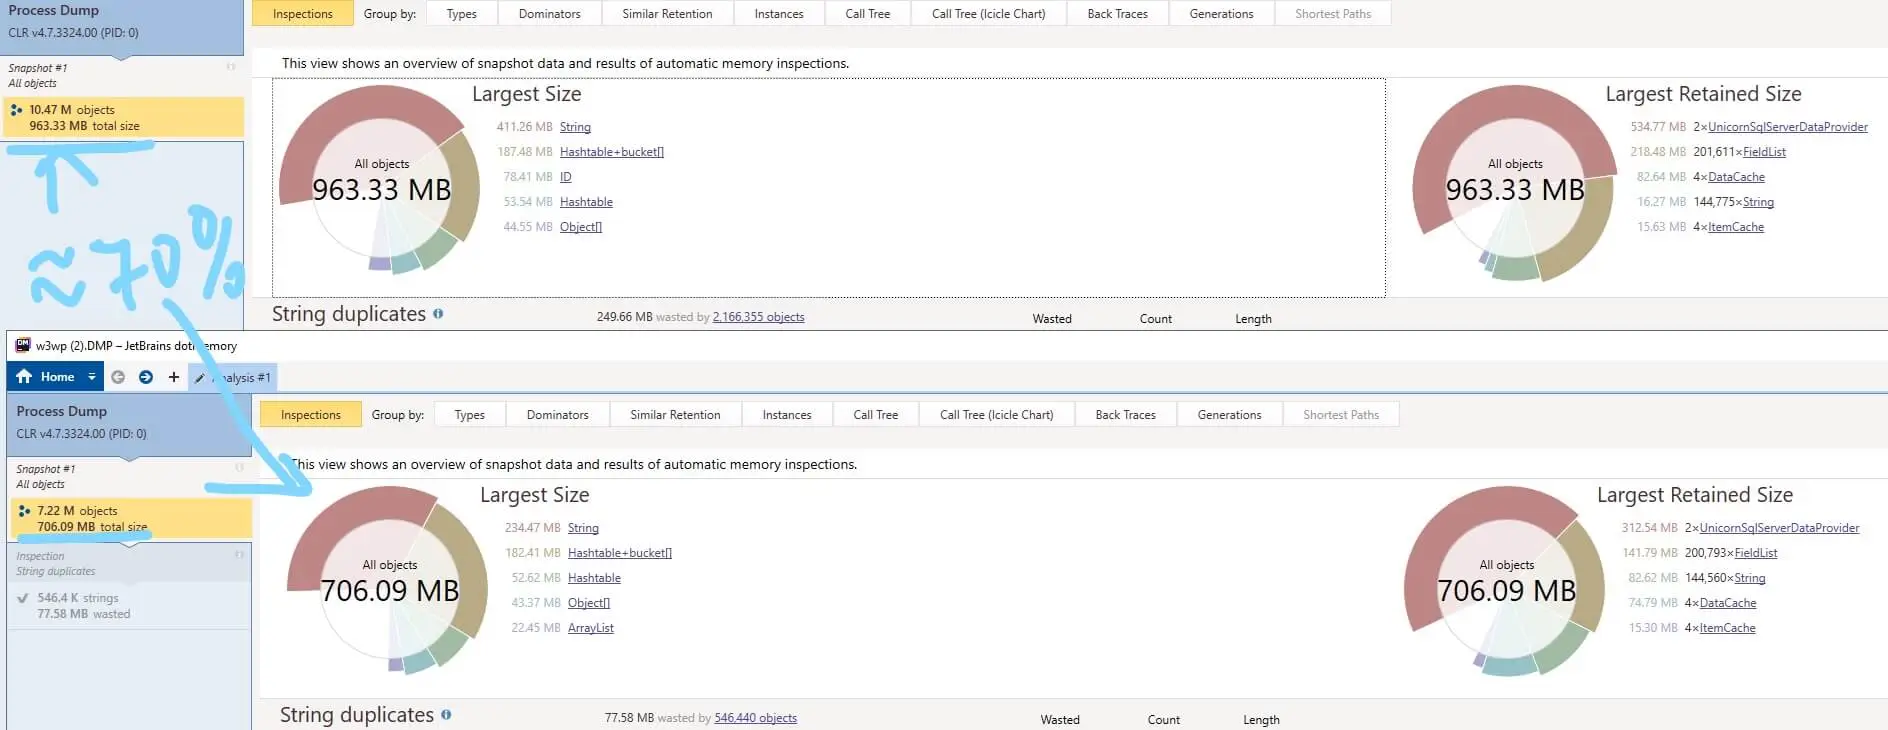 Process Dump
CLR v4.7.3324.00 (PID: 0)
Snapshot #1
All objects
10.47 M objects
963.33 MB total size
≈70%
Inspections Group by: Types Dominators Similar Retention Instances Call Tree Call Tree (Icicle Chart) Back Traces Generations Shortest Paths
This view shows an overview of snapshot data and results of automatic memory inspections.
All objects
963.33 MB
Largest Size
411.26 MB String
187.48 MB Hashtable+bucket[]
78.41 MB ID
53.54 MB Hashtable
44.55 MB Object[]
All objects
963.33 MB
Largest Retained Size
534.77 MB 2×UnicornSqlServerDataProvider
218.48 MB 201,611×FieldList
82.64 MB 4×DataCache
16.27 MB 144,775×String
15.63 MB 4×ItemCache
String duplicates 249.66 MB wasted by 2,166,355 objects Wasted Count Length
DM w3wp (2).DMP – JetBrains dotMemory
Home Analysis #1
Process Dump
CLR v4.7.3324.00 (PID: 0)
Snapshot #1
All objects
7.22 M objects
706.09 MB total size
Inspection
String duplicates
546.4 K strings
77.58 MB wasted
Inspections Group by: Types Dominators Similar Retention Instances Call Tree Call Tree (Icicle Chart) Back Traces Generations Shortest Paths
This view shows an overview of snapshot data and results of automatic memory inspections.
All objects
706.09 MB
Largest Size
234.47 MB String
182.41 MB Hashtable+bucket[]
52.62 MB Hashtable
43.37 MB Object[]
22.45 MB ArrayList
All objects
706.09 MB
Largest Retained Size
312.54 MB 2×UnicornSqlServerDataProvider
141.79 MB 200,793×FieldList
82.62 MB 144,560×String
74.79 MB 4×DataCache
15.30 MB 4×ItemCache
String duplicates 77.58 MB wasted by 546,440 objects Wasted Count Length